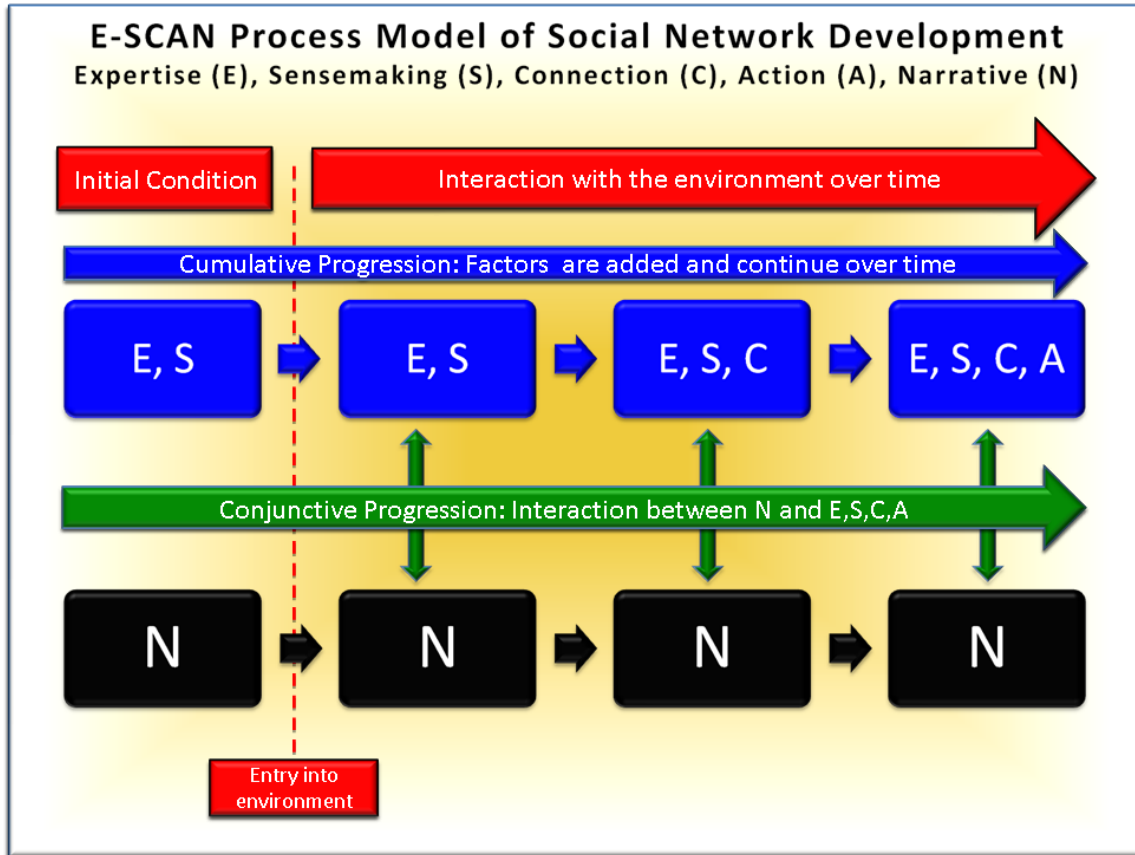 E-SCAN Process Model of Social Network Development
Expertise (E), Sensemaking (S), Connection (C), Action (A), Narrative (N)
Initial Condition
Interaction with the environment over time
Cumulative Progression: Factors are added and continue over time
E, S
E, S
E, S, C
E, S, C, A
Conjunctive Progression: Interaction between N and E,S,C,A
N
N
N
N
Entry into
environment